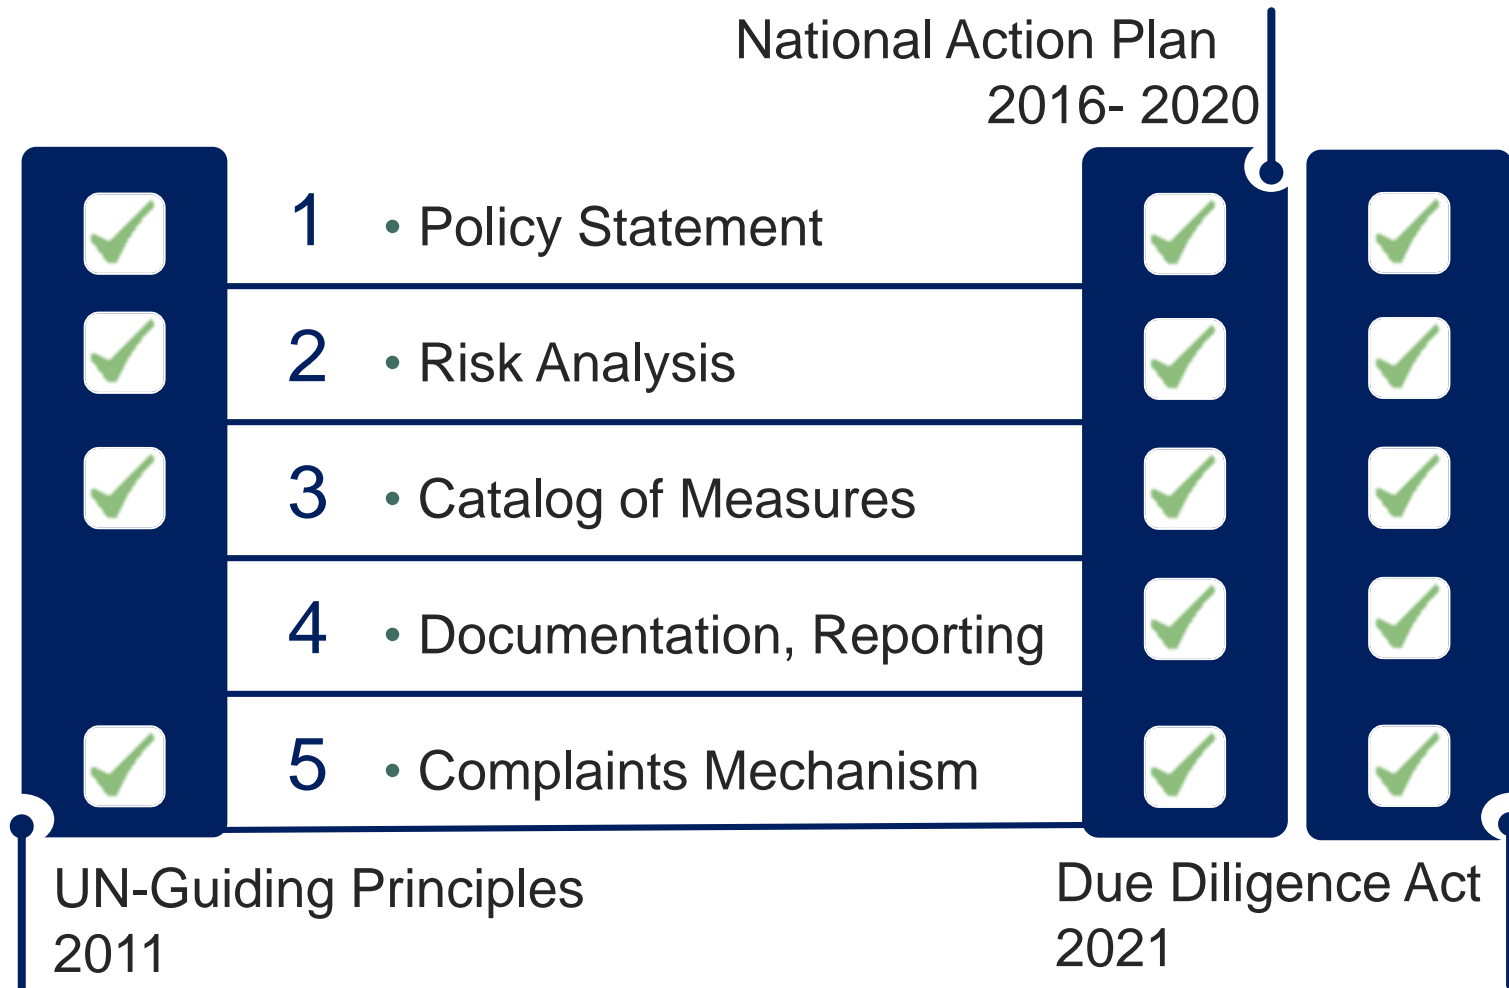 National Action Plan
2016- 2020
1 • Policy Statement
2 • Risk Analysis
3 • Catalog of Measures
4 • Documentation, Reporting
5 • Complaints Mechanism
UN-Guiding Principles
2011
Due Diligence Act
2021